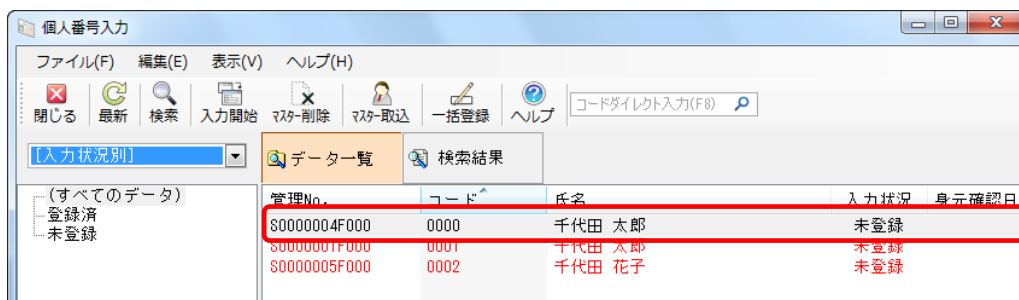 個人番号入力
ファイル(F) 編集(E) 表示(V) ヘルプ(H)
閉じる 最新 検索 入力開始 ﾏｽﾀｰ削除 ﾏｽﾀｰ取込 一括登録 ヘルプ コードダイレクト入力(F8)
[入力状況別] データ一覧 検索結果
(すべてのデータ)
登録済
未登録
管理No. コード 氏名 入力状況 身元確認日
S0000004F000 0000 千代田 太郎 未登録
S0000001F000 0001 千代田 太郎 未登録
S0000005F000 0002 千代田 花子 未登録